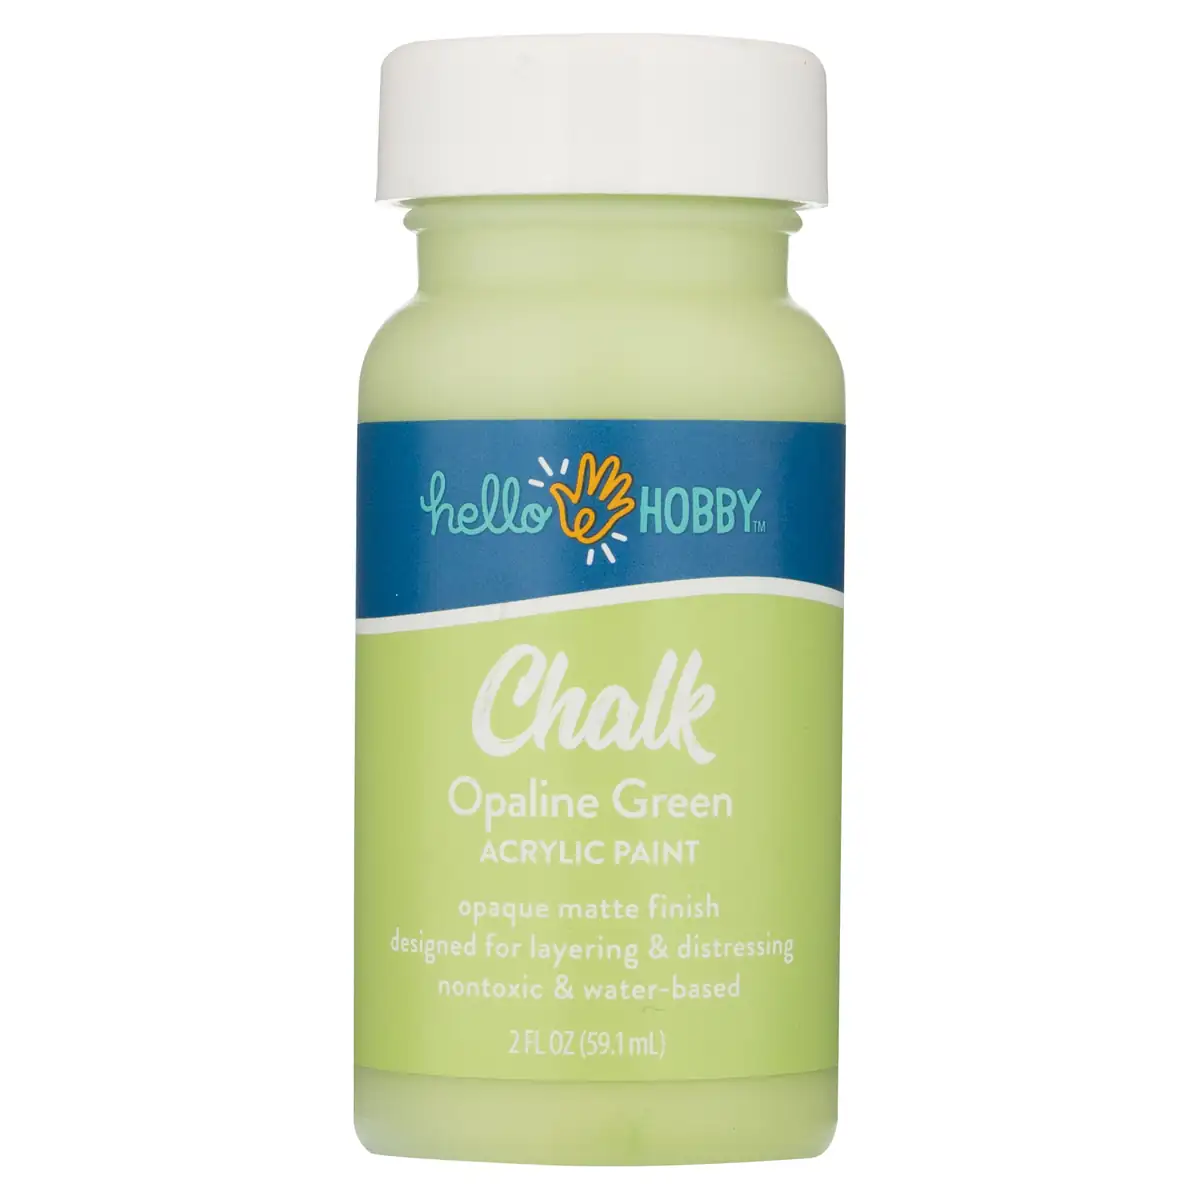 hello HOBBY™
Chalk
Opaline Green
ACRYLIC PAINT
opaque matte finish
designed for layering & distressing
nontoxic & water-based
2 FL OZ (59.1 mL)